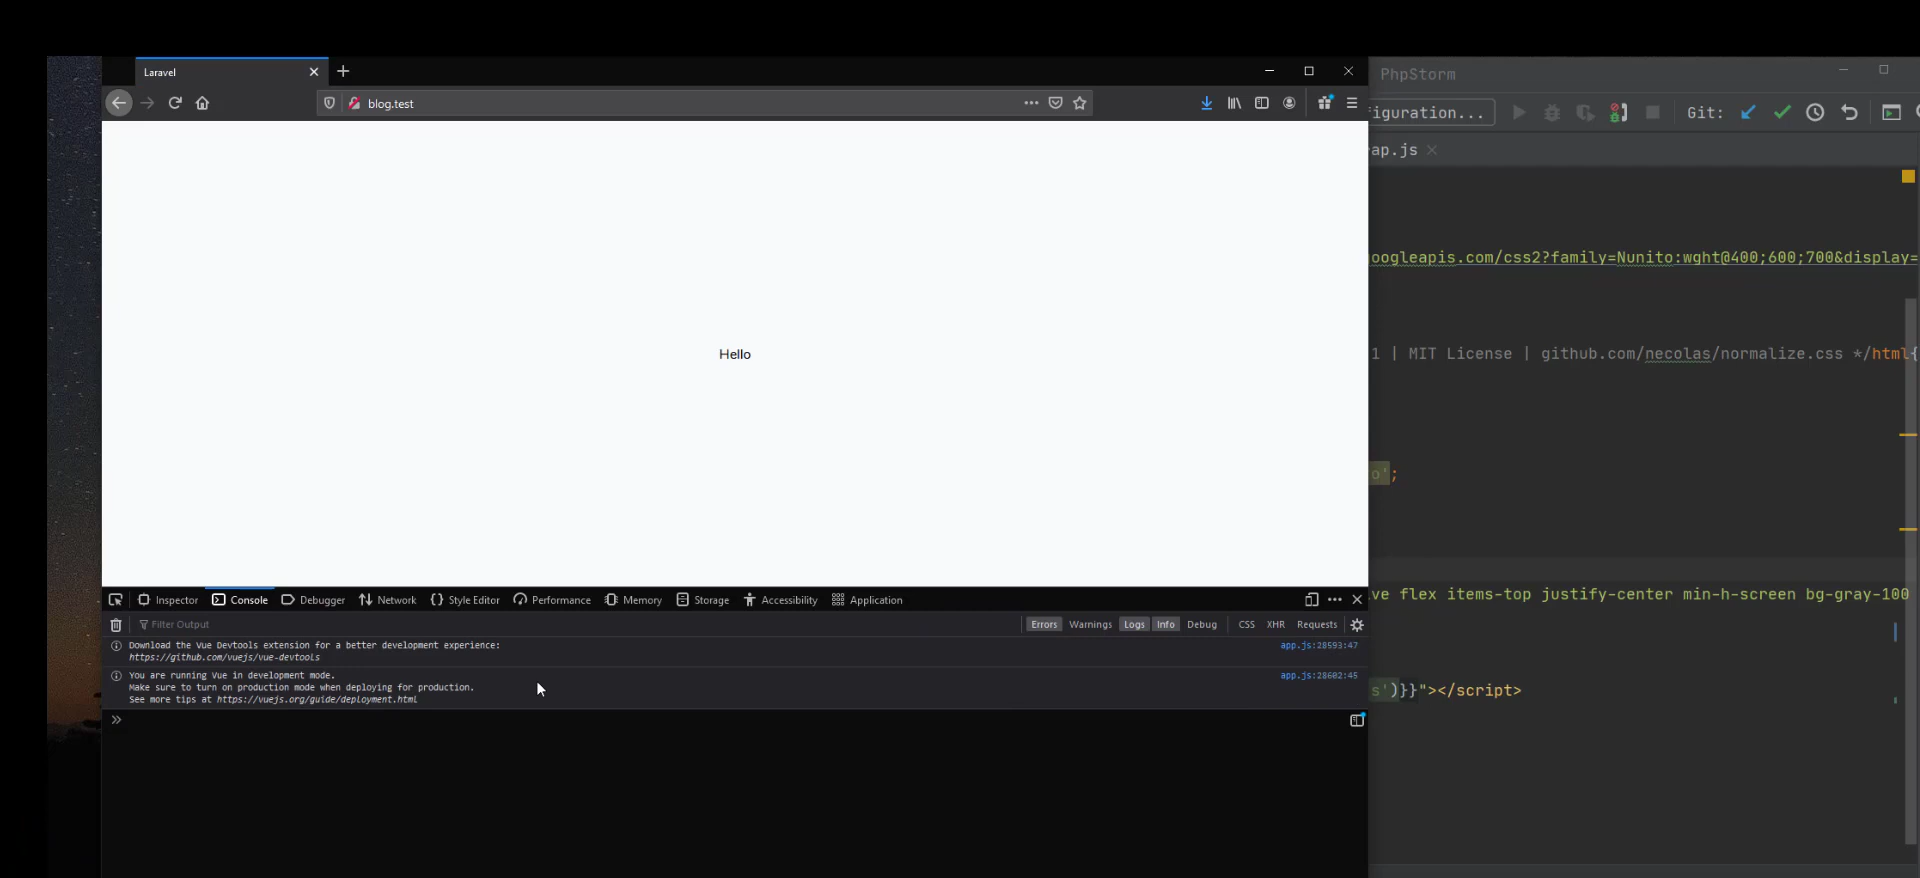 Laravel
PhpStorm
blog.test
iguration...
Git:
ap.js
oogleapis.com/css2?family=Nunito:wght@400;600;700&display=
Hello
1 | MIT License | github.com/necolas/normalize.css */html{
o';
ve flex items-top justify-center min-h-screen bg-gray-100
s')}}"></script>
Inspector Console Debugger Network {} Style Editor Performance Memory Storage Accessibility Application
Filter Output
Errors Warnings Logs Info Debug CSS XHR Requests
Download the Vue Devtools extension for a better development experience: app.js:28593:47
https://github.com/vuejs/vue-devtools
You are running Vue in development mode. app.js:28602:45
Make sure to turn on production mode when deploying for production.
See more tips at https://vuejs.org/guide/deployment.html
>>